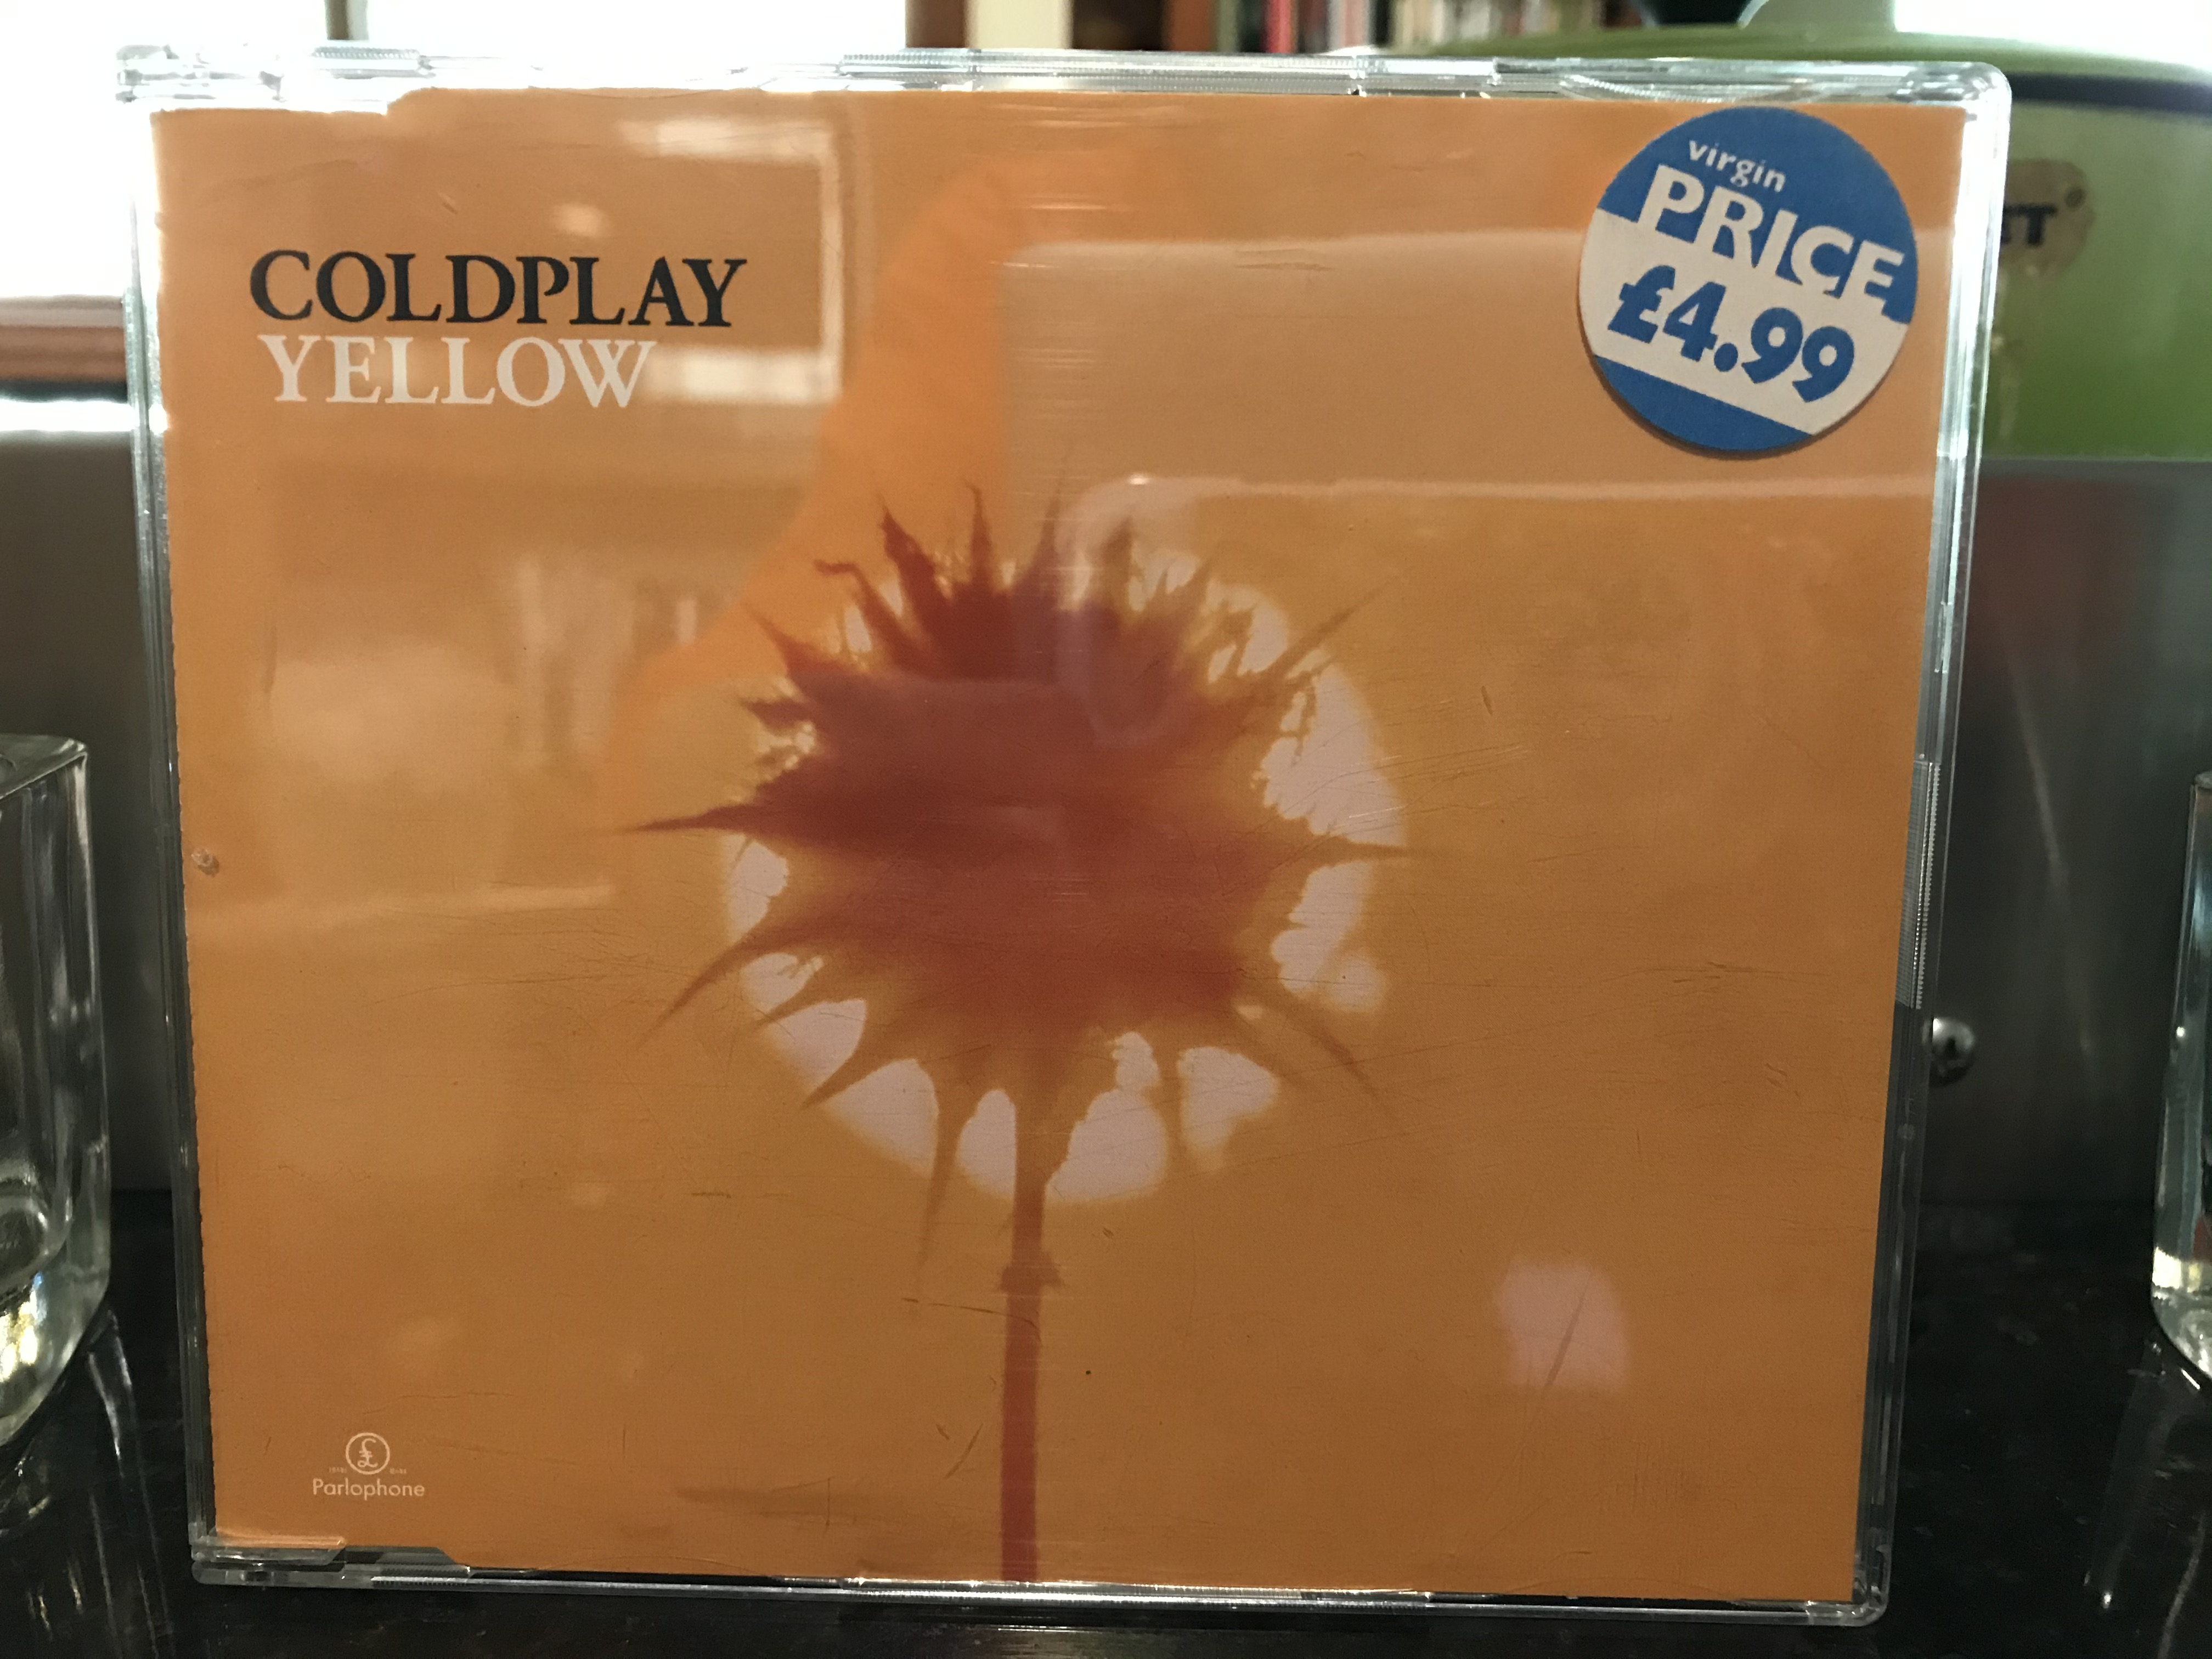 COLDPLAY
YELLOW
virgin
PRICE
£4.99
£
Parlophone